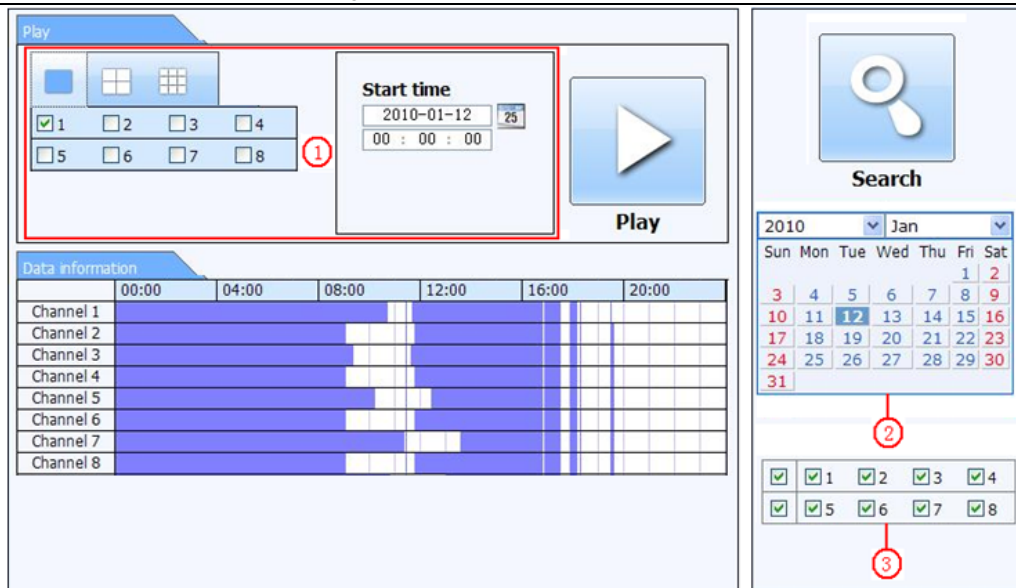 Play
1 2 3 4
5 6 7 8
1
Start time
2010-01-12 25
00 : 00 : 00
Play
Data information
00:00 04:00 08:00 12:00 16:00 20:00
Channel 1
Channel 2
Channel 3
Channel 4
Channel 5
Channel 6
Channel 7
Channel 8
Search
2010 Jan
Sun Mon Tue Wed Thu Fri Sat
1 2
3 4 5 6 7 8 9
10 11 12 13 14 15 16
17 18 19 20 21 22 23
24 25 26 27 28 29 30
31
2
1 2 3 4
5 6 7 8
3